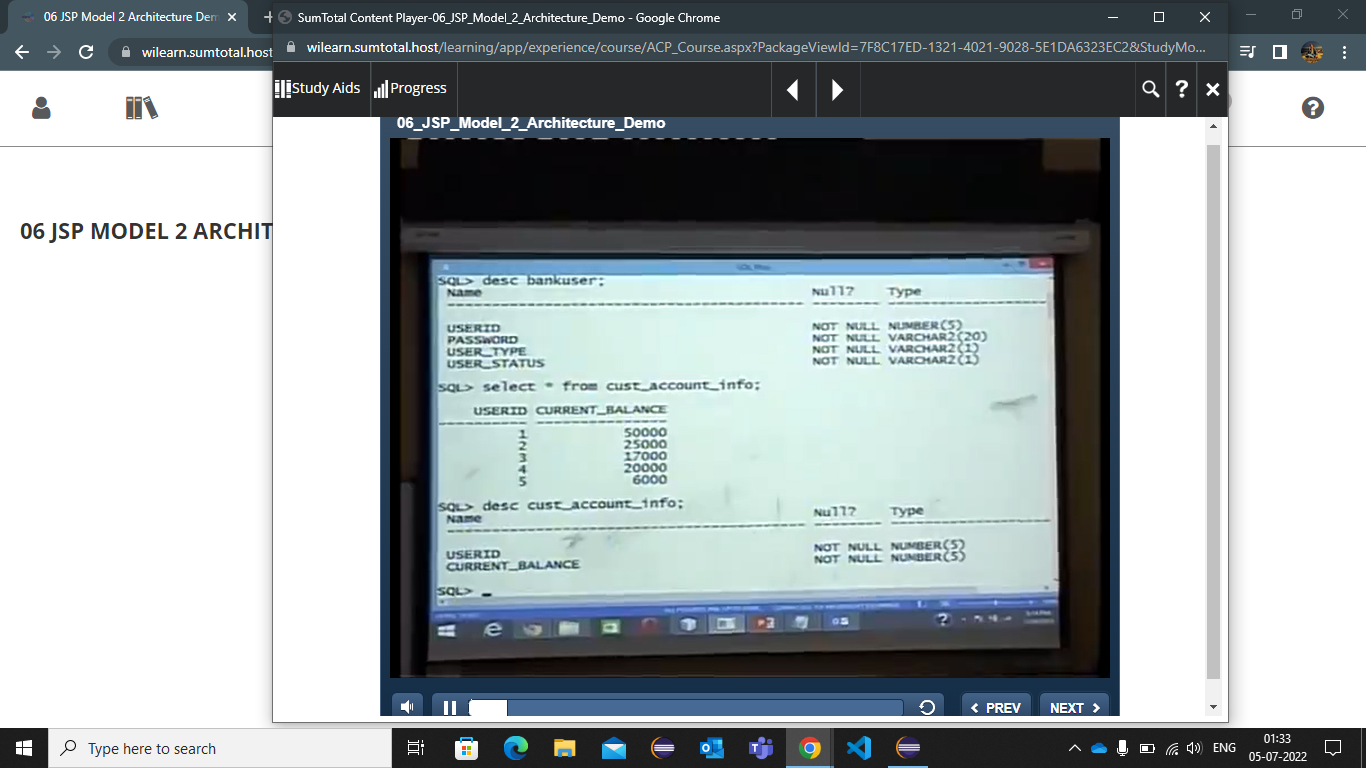 06 JSP Model 2 Architecture Dem
SumTotal Content Player-06_JSP_Model_2_Architecture_Demo - Google Chrome
wilearn.sumtotal.host
wilearn.sumtotal.host/learning/app/experience/course/ACP_Course.aspx?PackageViewId=7F8C17ED-1321-4021-9028-5E1DA6323EC2&StudyMo...
Study Aids
Progress
?
06_JSP_Model_2_Architecture_Demo
06 JSP MODEL 2 ARCHIT
SQL> desc bankuser;
Name Null? Type
USERID NOT NULL NUMBER(5)
PASSWORD NOT NULL VARCHAR2(20)
USER_TYPE NOT NULL VARCHAR2(1)
USER_STATUS NOT NULL VARCHAR2(1)
SQL> select * from cust_account_info;
USERID CURRENT_BALANCE
1 50000
2 25000
3 17000
4 20000
5 6000
SQL> desc cust_account_info;
Name Null? Type
USERID NOT NULL NUMBER(5)
CURRENT_BALANCE NOT NULL NUMBER(5)
SQL> _
PREV
NEXT
Type here to search
ENG
01:33
05-07-2022